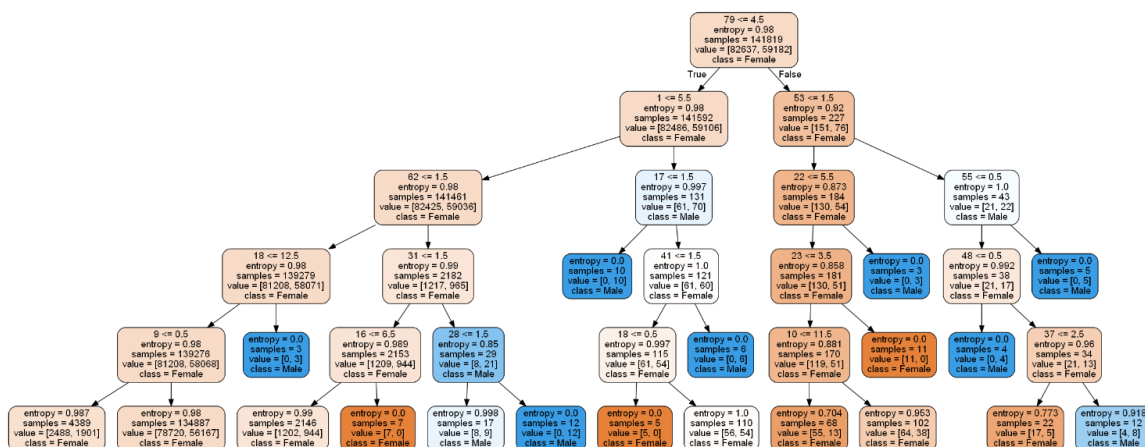 79 <= 4.5
entropy = 0.98
samples = 141819
value = [82637, 59182]
class = Female
True
False
1 <= 5.5
entropy = 0.98
samples = 141592
value = [82486, 59106]
class = Female
53 <= 1.5
entropy = 0.92
samples = 227
value = [151, 76]
class = Female
62 <= 1.5
entropy = 0.98
samples = 141461
value = [82425, 59036]
class = Female
17 <= 1.5
entropy = 0.997
samples = 131
value = [61, 70]
class = Male
22 <= 5.5
entropy = 0.873
samples = 184
value = [130, 54]
class = Female
55 <= 0.5
entropy = 1.0
samples = 43
value = [21, 22]
class = Male
18 <= 12.5
entropy = 0.98
samples = 139279
value = [81208, 58071]
class = Female
31 <= 1.5
entropy = 0.99
samples = 2182
value = [1217, 965]
class = Female
entropy = 0.0
samples = 10
value = [0, 10]
class = Male
41 <= 1.5
entropy = 1.0
samples = 121
value = [61, 60]
class = Female
23 <= 3.5
entropy = 0.858
samples = 181
value = [130, 51]
class = Female
entropy = 0.0
samples = 3
value = [0, 3]
class = Male
48 <= 0.5
entropy = 0.992
samples = 38
value = [21, 17]
class = Female
entropy = 0.0
samples = 5
value = [0, 5]
class = Male
9 <= 0.5
entropy = 0.98
samples = 139276
value = [81208, 58068]
class = Female
entropy = 0.0
samples = 3
value = [0, 3]
class = Male
16 <= 6.5
entropy = 0.989
samples = 2153
value = [1209, 944]
class = Female
28 <= 1.5
entropy = 0.85
samples = 29
value = [8, 21]
class = Male
18 <= 0.5
entropy = 0.997
samples = 115
value = [61, 54]
class = Female
entropy = 0.0
samples = 6
value = [0, 6]
class = Male
10 <= 11.5
entropy = 0.881
samples = 170
value = [119, 51]
class = Female
entropy = 0.0
samples = 11
value = [11, 0]
class = Female
entropy = 0.0
samples = 4
value = [0, 4]
class = Male
37 <= 2.5
entropy = 0.96
samples = 34
value = [21, 13]
class = Female
entropy = 0.987
samples = 4389
value = [2488, 1901]
class = Female
entropy = 0.98
samples = 134887
value = [78720, 56167]
class = Female
entropy = 0.99
samples = 2146
value = [1202, 944]
class = Female
entropy = 0.0
samples = 7
value = [7, 0]
class = Female
entropy = 0.998
samples = 17
value = [8, 9]
class = Male
entropy = 0.0
samples = 12
value = [0, 12]
class = Male
entropy = 0.0
samples = 5
value = [5, 0]
class = Female
entropy = 1.0
samples = 110
value = [56, 54]
class = Female
entropy = 0.704
samples = 68
value = [55, 13]
class = Female
entropy = 0.953
samples = 102
value = [64, 38]
class = Female
entropy = 0.773
samples = 22
value = [17, 5]
class = Female
entropy = 0.918
samples = 12
value = [4, 8]
class = Male